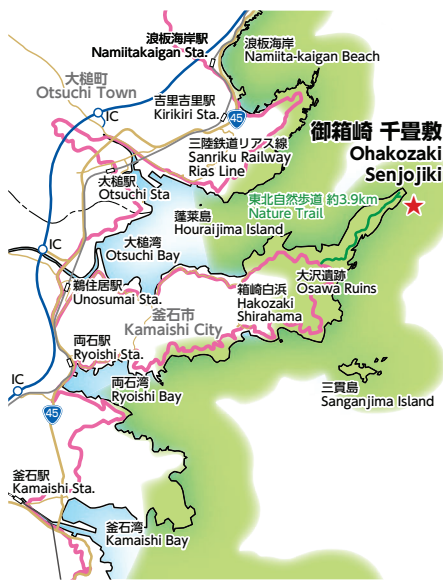 浪板海岸駅
Namiitakaigan Sta.
浪板海岸
Namiita-kaigan Beach
大槌町
Otsuchi Town
IC
吉里吉里駅
Kirikiri Sta.
45
御箱崎 千畳敷
Ohakozaki
Senjojiki
三陸鉄道リアス線
Sanriku Railway
Rias Line
大槌駅
Otsuchi Sta
東北自然歩道 約3.9km
Nature Trail
蓬莱島
Houraijima Island
大槌湾
Otsuchi Bay
IC
鵜住居駅
Unosumai Sta.
大沢遺跡
Osawa Ruins
箱崎白浜
Hakozaki
Shirahama
釜石市
Kamaishi City
両石駅
Ryoishi Sta.
三貫島
Sanganjima Island
IC
両石湾
Ryoishi Bay
45
釜石駅
Kamaishi Sta.
釜石湾
Kamaishi Bay